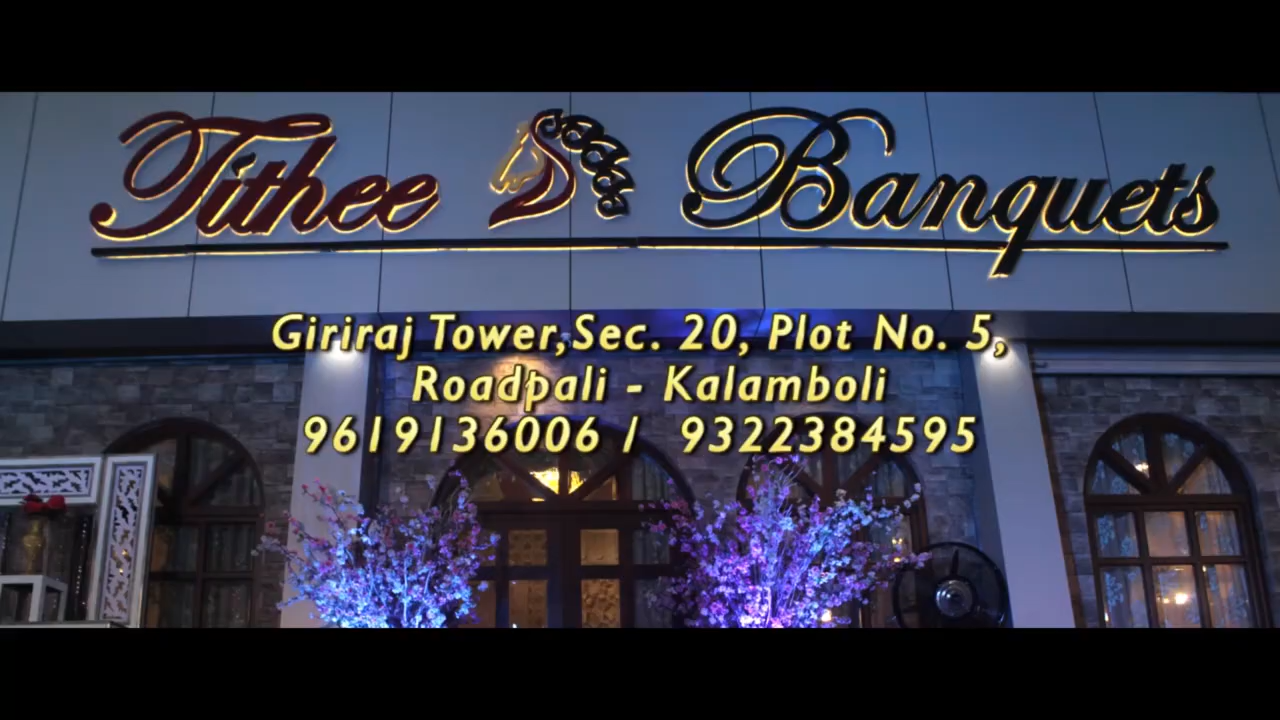 Tithee Banquets
Giriraj Tower,Sec. 20, Plot No. 5,
Roadpali - Kalamboli
9619136006 / 9322384595